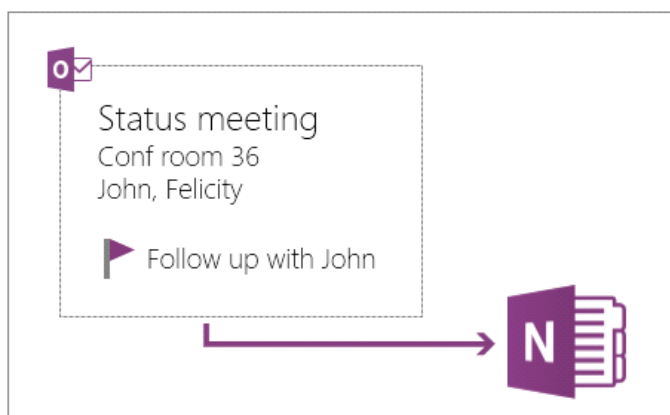 O
Status meeting
Conf room 36
John, Felicity
Follow up with John
N